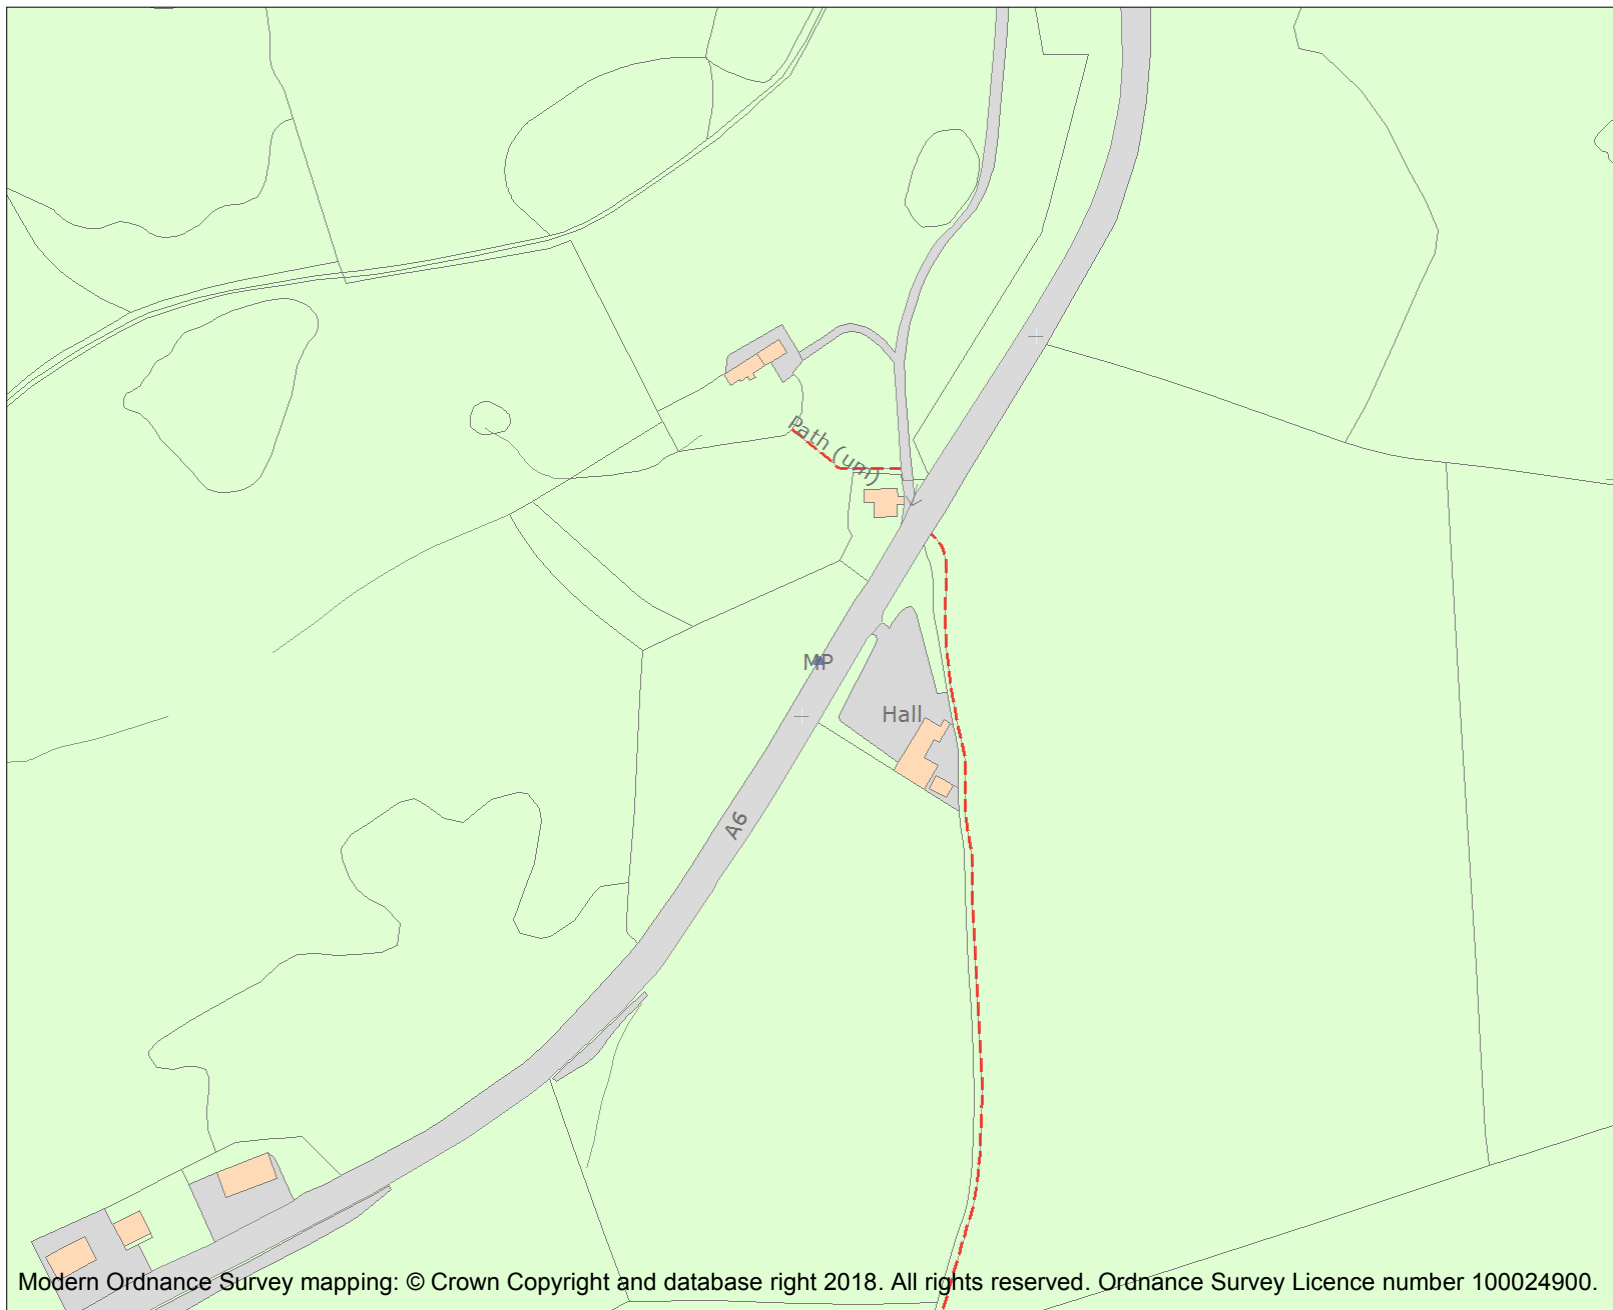 Path (um)
MP
Hall
A6
Modern Ordnance Survey mapping: © Crown Copyright and database right 2018. All rights reserved. Ordnance Survey Licence number 100024900.